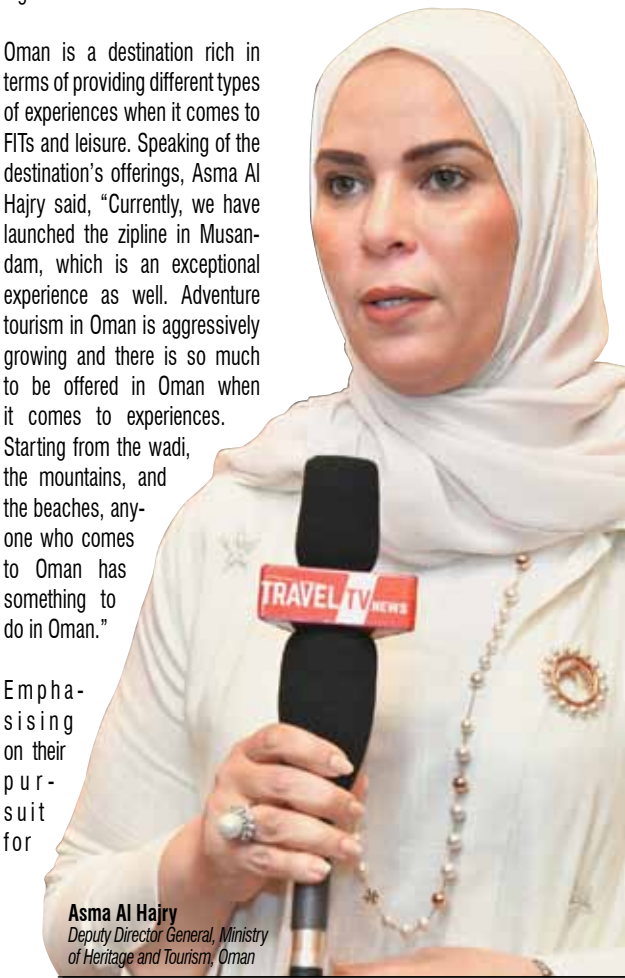 Oman is a destination rich in
terms of providing different types
of experiences when it comes to
FITs and leisure. Speaking of the
destination's offerings, Asma Al
Hajry said, “Currently, we have
launched the zipline in Musan-
dam, which is an exceptional
experience as well. Adventure
tourism in Oman is aggressively
growing and there is so much
to be offered in Oman when
it comes to experiences.
Starting from the wadi,
the mountains, and
the beaches, any-
one who comes
to Oman has
something to
do in Oman.”
Empha-
sising
on their
pur-
suit
for
TRAVEL TV NEWS
Asma Al Hajry
Deputy Director General, Ministry
of Heritage and Tourism, Oman